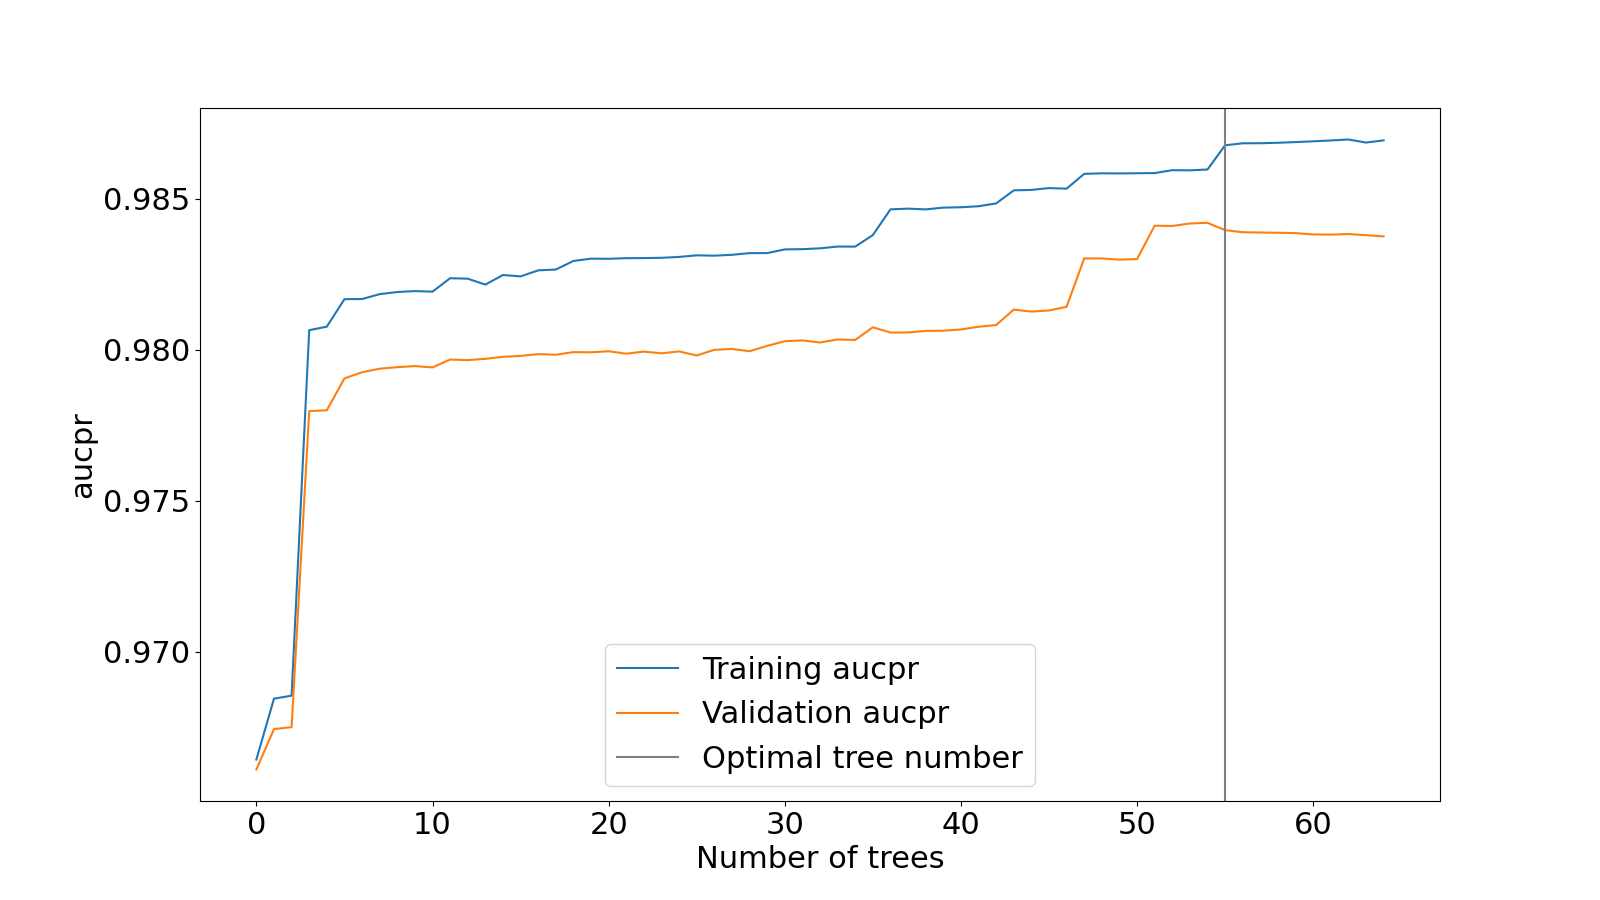 0.985
0.980
0.975
0.970
aucpr
Training aucpr
Validation aucpr
Optimal tree number
0 10 20 30 40 50 60
Number of trees